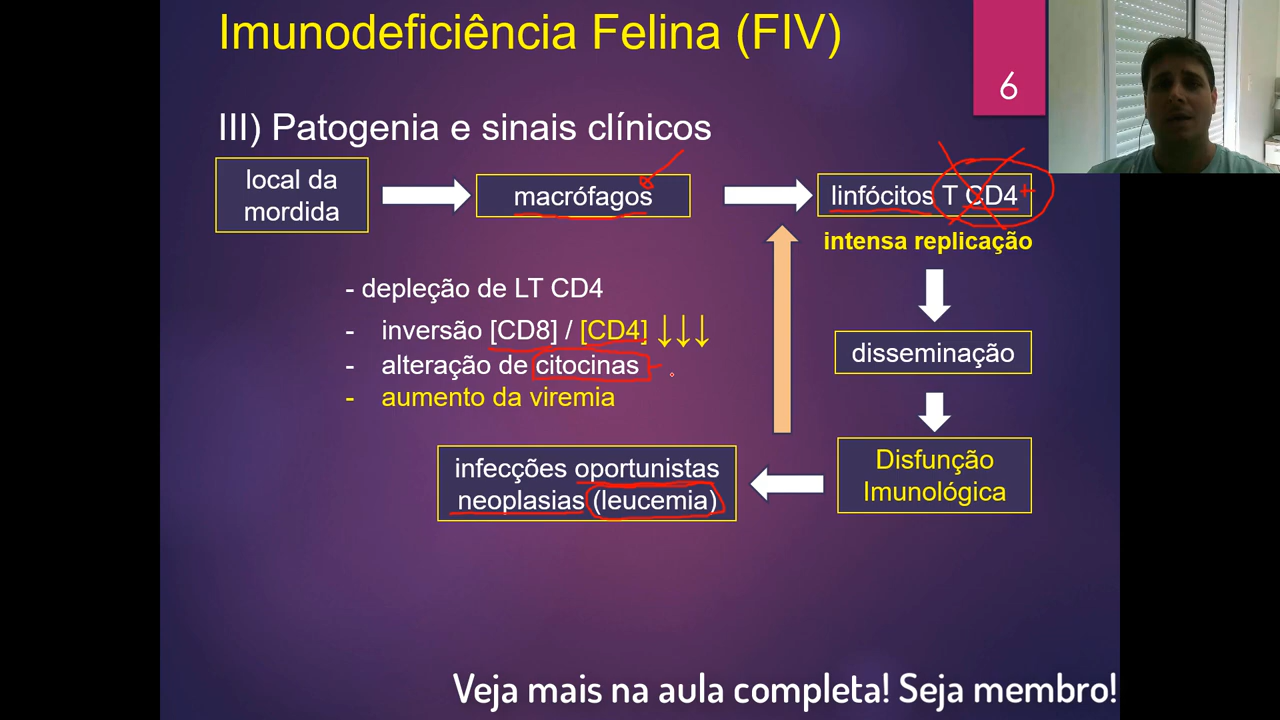 Imunodeficiência Felina (FIV)
6
III) Patogenia e sinais clínicos
local da
mordida
macrófagos
linfócitos T CD4+
intensa replicação
- depleção de LT CD4
- inversão [CD8] / [CD4] ↓↓↓
- alteração de citocinas
- aumento da viremia
disseminação
Disfunção
Imunológica
infecções oportunistas
neoplasias (leucemia)
Veja mais na aula completa! Seja membro!